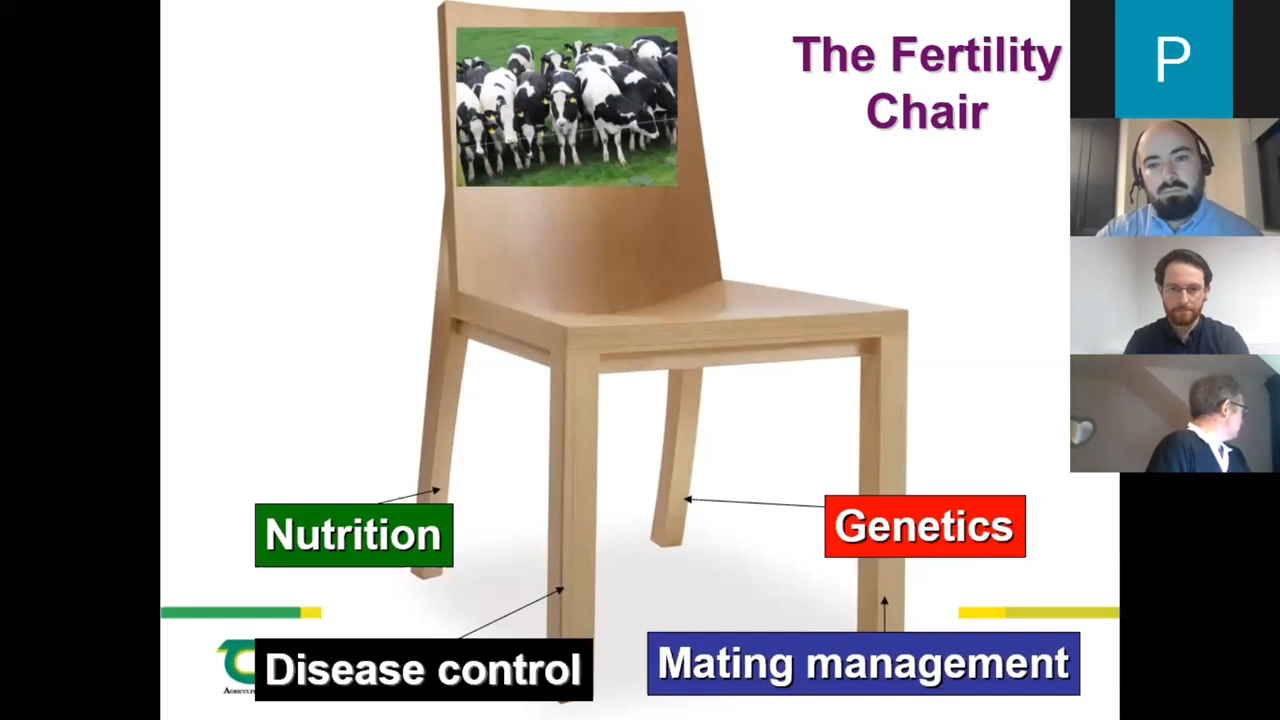 The Fertility
Chair
P
Nutrition
Genetics
Disease control
Mating management